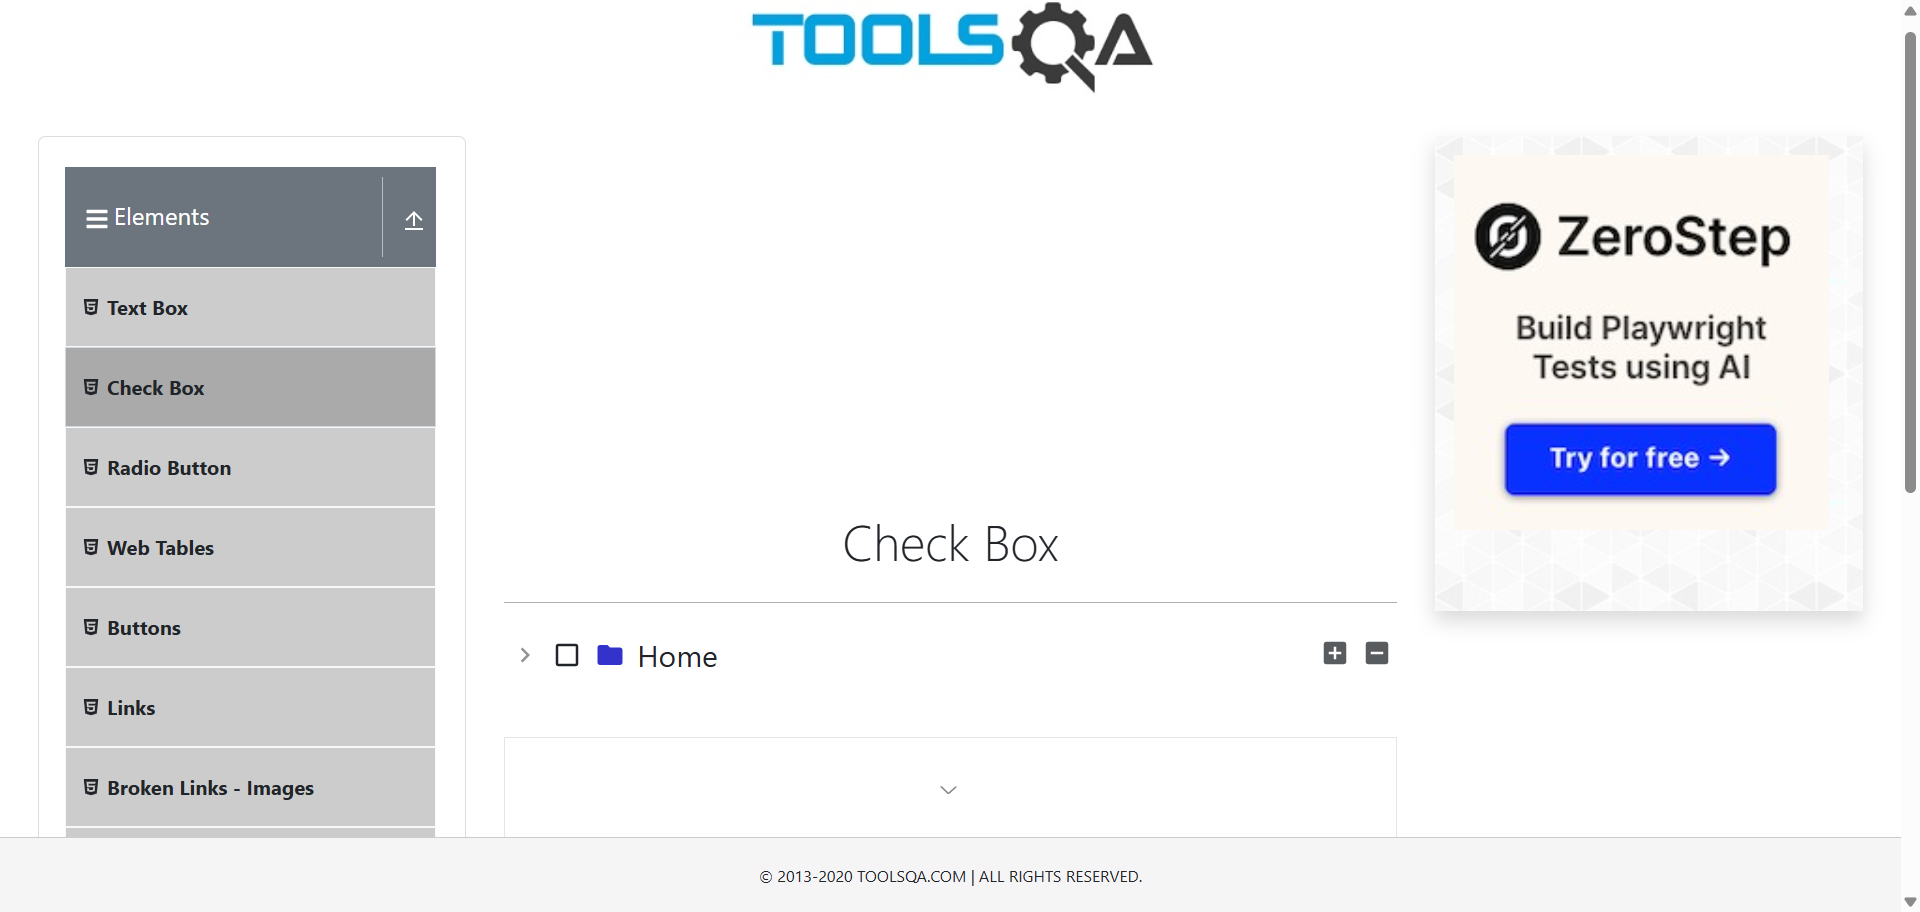 TOOLSQA
Elements
Text Box
Check Box
Radio Button
Web Tables
Buttons
Links
Broken Links - Images
Check Box
Home
ZeroStep
Build Playwright
Tests using AI
Try for free →
© 2013-2020 TOOLSQA.COM | ALL RIGHTS RESERVED.